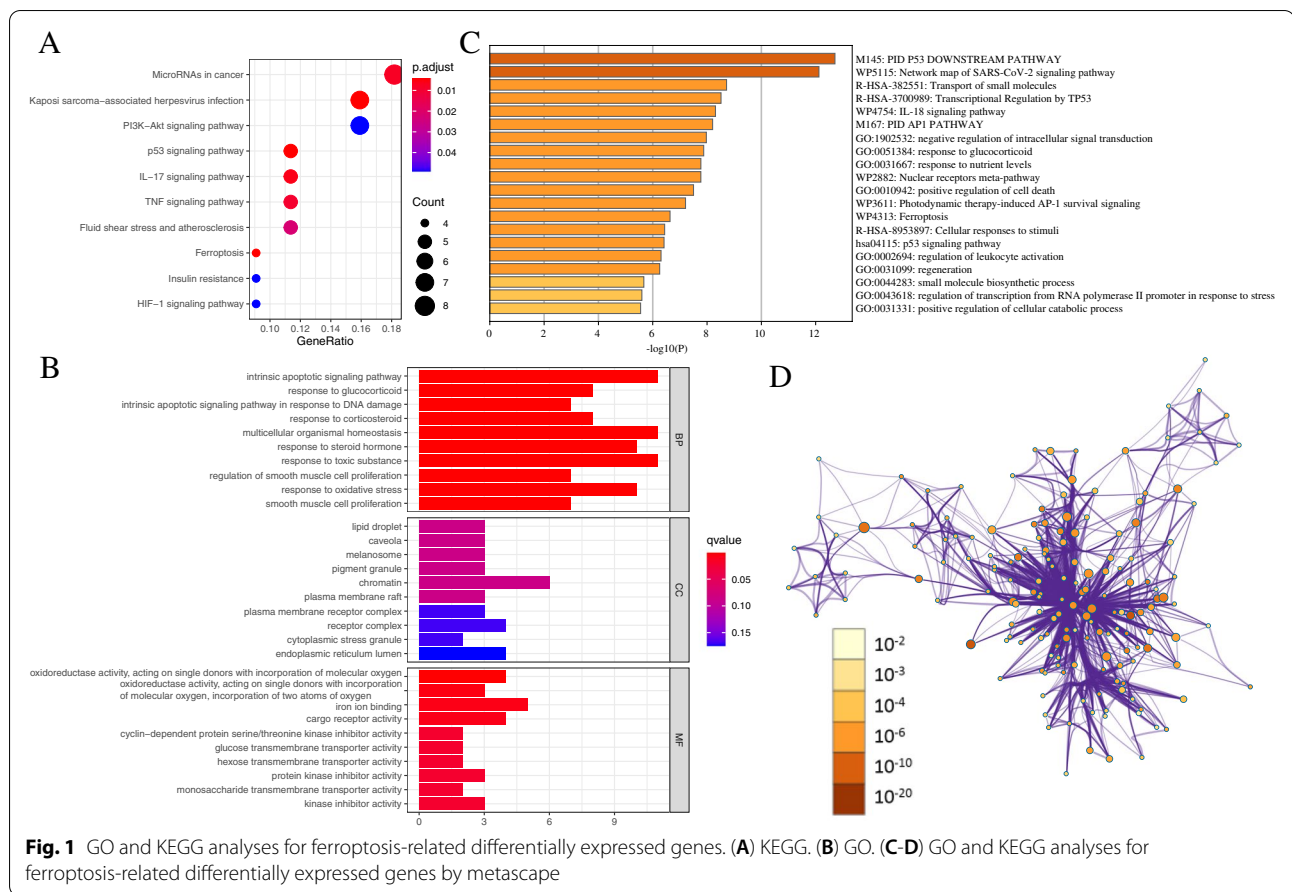 A
MicroRNAs in cancer
Kaposi sarcoma−associated herpesvirus infection
PI3K−Akt signaling pathway
p53 signaling pathway
IL−17 signaling pathway
TNF signaling pathway
Fluid shear stress and atherosclerosis
Ferroptosis
Insulin resistance
HIF−1 signaling pathway
0.10 0.12 0.14 0.16 0.18
GeneRatio
p.adjust
0.01
0.02
0.03
0.04
Count
4
5
6
7
8
C
M145: PID P53 DOWNSTREAM PATHWAY
WP5115: Network map of SARS-CoV-2 signaling pathway
R-HSA-382551: Transport of small molecules
R-HSA-3700989: Transcriptional Regulation by TP53
WP4754: IL-18 signaling pathway
M167: PID AP1 PATHWAY
GO:1902532: negative regulation of intracellular signal transduction
GO:0051384: response to glucocorticoid
GO:0031667: response to nutrient levels
WP2882: Nuclear receptors meta-pathway
GO:0010942: positive regulation of cell death
WP3611: Photodynamic therapy-induced AP-1 survival signaling
WP4313: Ferroptosis
R-HSA-8953897: Cellular responses to stimuli
hsa04115: p53 signaling pathway
GO:0002694: regulation of leukocyte activation
GO:0031099: regeneration
GO:0044283: small molecule biosynthetic process
GO:0043618: regulation of transcription from RNA polymerase II promoter in response to stress
GO:0031331: positive regulation of cellular catabolic process
0 2 4 6 8 10 12
-log10(P)
B
intrinsic apoptotic signaling pathway
response to glucocorticoid
intrinsic apoptotic signaling pathway in response to DNA damage
response to corticosteroid
multicellular organismal homeostasis
response to steroid hormone
response to toxic substance
regulation of smooth muscle cell proliferation
response to oxidative stress
smooth muscle cell proliferation
BP
lipid droplet
caveola
melanosome
pigment granule
chromatin
plasma membrane raft
plasma membrane receptor complex
receptor complex
cytoplasmic stress granule
endoplasmic reticulum lumen
CC
oxidoreductase activity, acting on single donors with incorporation of molecular oxygen
oxidoreductase activity, acting on single donors with incorporation
of molecular oxygen, incorporation of two atoms of oxygen
iron ion binding
cargo receptor activity
cyclin−dependent protein serine/threonine kinase inhibitor activity
glucose transmembrane transporter activity
hexose transmembrane transporter activity
protein kinase inhibitor activity
monosaccharide transmembrane transporter activity
kinase inhibitor activity
MF
0 3 6 9
qvalue
0.05
0.10
0.15
D
10-2
10-3
10-4
10-6
10-10
10-20
Fig. 1 GO and KEGG analyses for ferroptosis-related differentially expressed genes. (A) KEGG. (B) GO. (C-D) GO and KEGG analyses for
ferroptosis-related differentially expressed genes by metascape